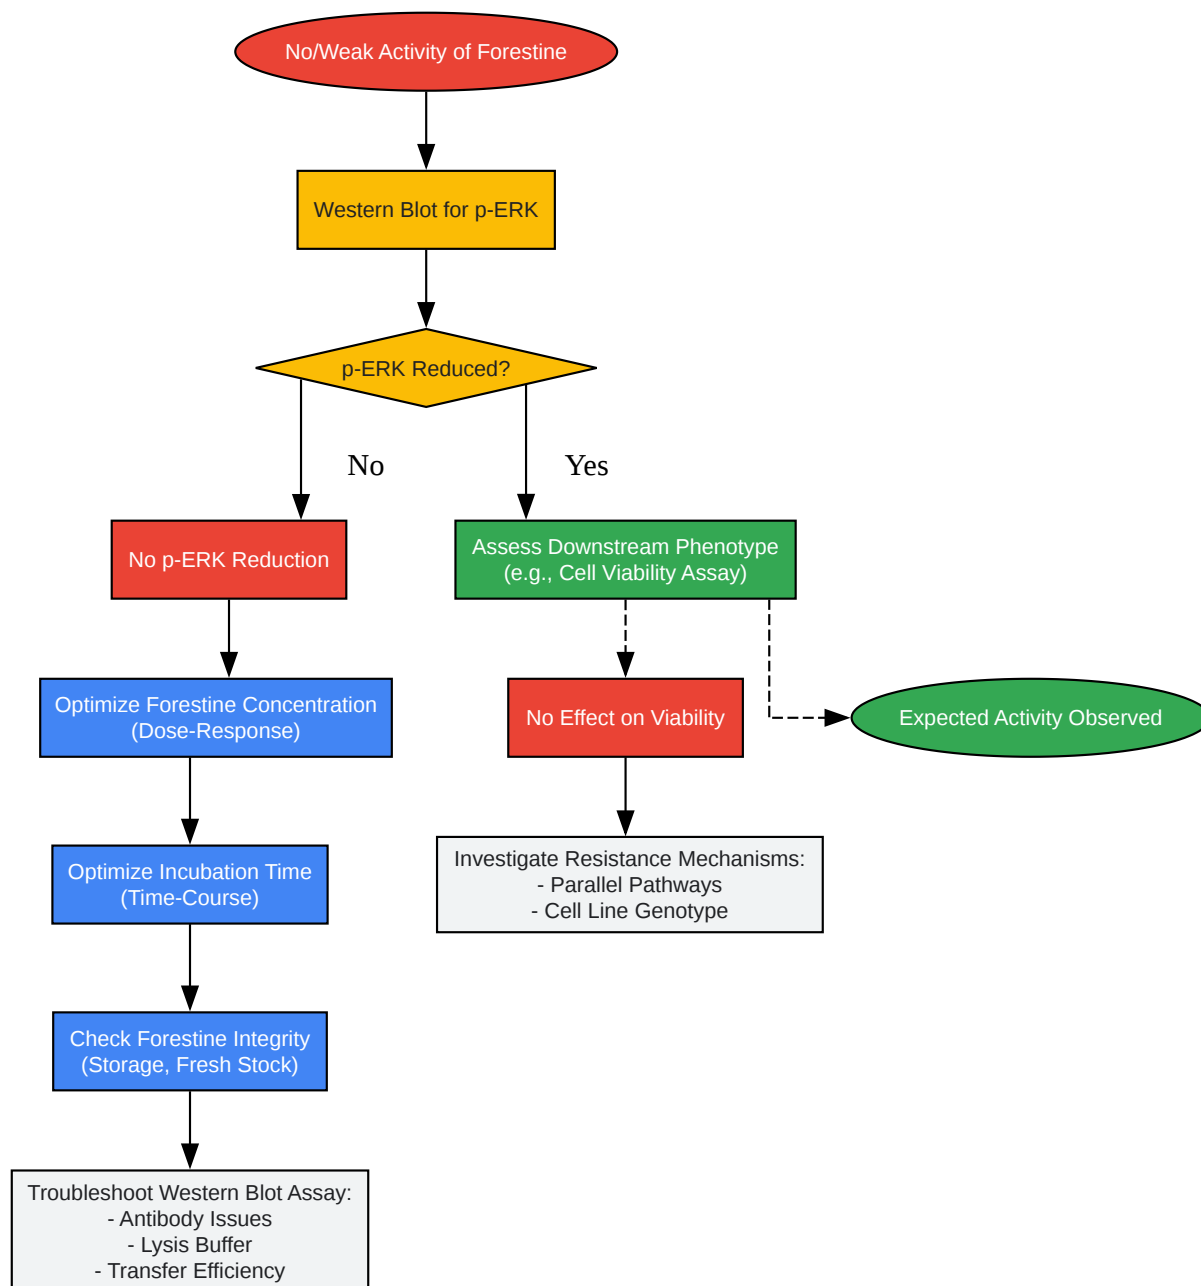 No/Weak Activity of Forestine
Western Blot for p-ERK
p-ERK Reduced?
No
Yes
No p-ERK Reduction
Assess Downstream Phenotype
(e.g., Cell Viability Assay)
Optimize Forestine Concentration
(Dose-Response)
No Effect on Viability
Expected Activity Observed
Optimize Incubation Time
(Time-Course)
Investigate Resistance Mechanisms:
- Parallel Pathways
- Cell Line Genotype
Check Forestine Integrity
(Storage, Fresh Stock)
Troubleshoot Western Blot Assay:
- Antibody Issues
- Lysis Buffer
- Transfer Efficiency